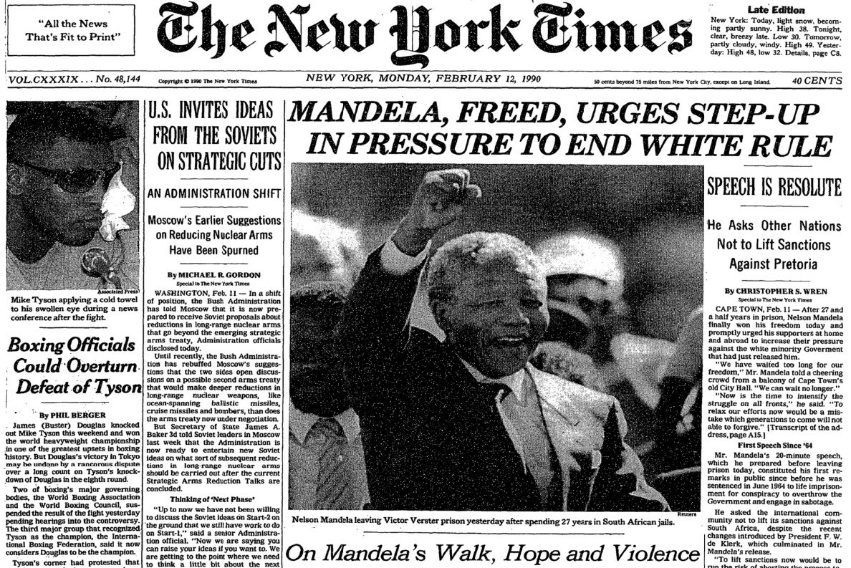 "All the News
That's Fit to Print"
The New York Times
Late Edition
New York: Today, light snow, becom-
ing partly sunny. High 38. Tonight,
clear, breezy late. Low 30. Tomorrow,
partly cloudy, windy. High 49. Yester-
day: High 48, low 32. Details, page C8.
VOL.CXXXIX . . . No. 48,144
Copyright © 1990 The New York Times
NEW YORK, MONDAY, FEBRUARY 12, 1990
50 cents beyond 75 miles from New York City, except on Long Island.
40 CENTS
Associated Press
Mike Tyson applying a cold towel
to his swollen eye during a news
conference after the fight.
Boxing Officials
Could Overturn
Defeat of Tyson
By PHIL BERGER
James (Buster) Douglas knocked
out Mike Tyson this weekend and won
the world heavyweight championship
in one of the greatest upsets in boxing
history. But Douglas's victory in Tokyo
may be undone by a rancorous dispute
over a long count on Tyson's knock-
down of Douglas in the eighth round.
Two of boxing's major governing
bodies, the World Boxing Association
and the World Boxing Council, sus-
pended the result of the fight yesterday
pending hearings into the controversy.
The third major group that recognized
Tyson as the champion, the Interna-
tional Boxing Federation, said it now
considers Douglas to be the champion.
Tyson's corner had protested that
U.S. INVITES IDEAS
FROM THE SOVIETS
ON STRATEGIC CUTS
AN ADMINISTRATION SHIFT
Moscow's Earlier Suggestions
on Reducing Nuclear Arms
Have Been Spurned
By MICHAEL R. GORDON
Special to The New York Times
WASHINGTON, Feb. 11 — In a shift
of position, the Bush Administration
has told Moscow that it is now pre-
pared to receive Soviet proposals about
reductions in long-range nuclear arms
that go beyond the emerging strategic
arms treaty, Administration officials
disclosed today.
Until recently, the Bush Administra-
tion has rebuffed Moscow's sugges-
tions that the two sides open discus-
sions on a possible second arms treaty
that would make deeper reductions in
long-range nuclear weapons, like
ocean-spanning ballistic missiles,
cruise missiles and bombers, than does
the arms treaty now under negotiation.
But Secretary of State James A.
Baker 3d told Soviet leaders in Moscow
last week that the Administration is
now ready to entertain new Soviet
ideas on what sort of subsequent reduc-
tions in long-range nuclear arms
should be carried out after the current
Strategic Arms Reduction Talks are
concluded.
Thinking of 'Next Phase'
"Up to now we have not been willing
to discuss the Soviet ideas on Start-2 on
the ground that we still have work to do
on Start-1," said a senior Administra-
tion official. "Now we are saying you
can raise your ideas if you want to. We
are getting to the point where we need
to think a little bit about the next
MANDELA, FREED, URGES STEP-UP
IN PRESSURE TO END WHITE RULE
Reuters
Nelson Mandela leaving Victor Verster prison yesterday after spending 27 years in South African jails.
On Mandela's Walk, Hope and Violence
SPEECH IS RESOLUTE
He Asks Other Nations
Not to Lift Sanctions
Against Pretoria
By CHRISTOPHER S. WREN
Special to The New York Times
CAPE TOWN, Feb. 11 — After 27 and
a half years in prison, Nelson Mandela
finally won his freedom today and
promptly urged his supporters at home
and abroad to increase their pressure
against the white minority Government
that had just released him.
"We have waited too long for our
freedom," Mr. Mandela told a cheering
crowd from a balcony of Cape Town's
old City Hall. "We can wait no longer."
"Now is the time to intensify the
struggle on all fronts," he said. "To
relax our efforts now would be a mis-
take which generations to come will not
able to forgive." [Transcript of the ad-
dress, page A15.]
First Speech Since '64
Mr. Mandela's 20-minute speech,
which he prepared before leaving
prison today, constituted his first re-
marks in public since before he was
sentenced in June 1964 to life imprison-
ment for conspiracy to overthrow the
Government and engage in sabotage.
He asked the international com-
munity not to lift its sanctions against
South Africa, despite the recent
changes introduced by President F. W.
de Klerk, which culminated in Mr.
Mandela's release.
"To lift sanctions now would be to